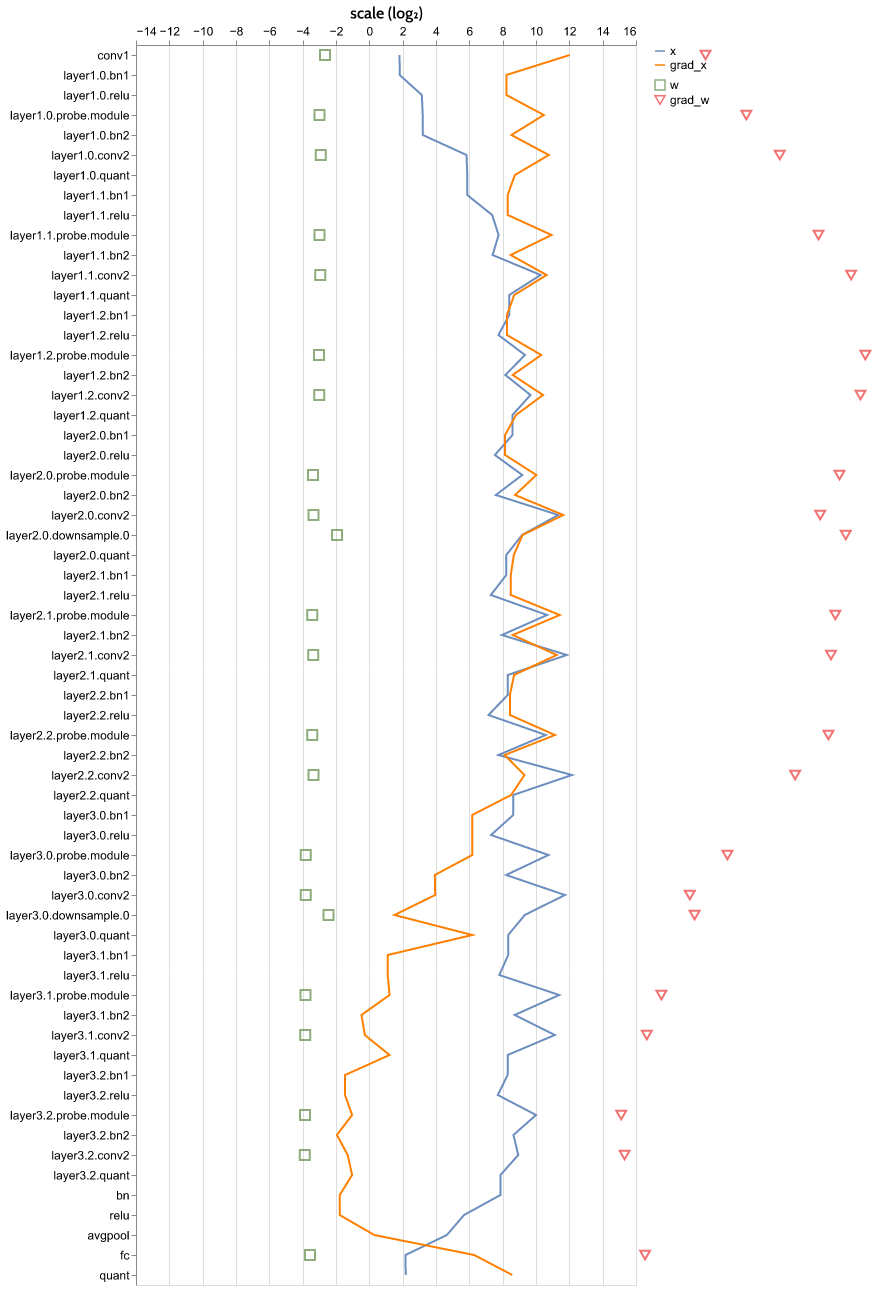 scale (log₂)
−14 −12 −10 −8 −6 −4 −2 0 2 4 6 8 10 12 14 16
x
grad_x
w
grad_w
conv1
layer1.0.bn1
layer1.0.relu
layer1.0.probe.module
layer1.0.bn2
layer1.0.conv2
layer1.0.quant
layer1.1.bn1
layer1.1.relu
layer1.1.probe.module
layer1.1.bn2
layer1.1.conv2
layer1.1.quant
layer1.2.bn1
layer1.2.relu
layer1.2.probe.module
layer1.2.bn2
layer1.2.conv2
layer1.2.quant
layer2.0.bn1
layer2.0.relu
layer2.0.probe.module
layer2.0.bn2
layer2.0.conv2
layer2.0.downsample.0
layer2.0.quant
layer2.1.bn1
layer2.1.relu
layer2.1.probe.module
layer2.1.bn2
layer2.1.conv2
layer2.1.quant
layer2.2.bn1
layer2.2.relu
layer2.2.probe.module
layer2.2.bn2
layer2.2.conv2
layer2.2.quant
layer3.0.bn1
layer3.0.relu
layer3.0.probe.module
layer3.0.bn2
layer3.0.conv2
layer3.0.downsample.0
layer3.0.quant
layer3.1.bn1
layer3.1.relu
layer3.1.probe.module
layer3.1.bn2
layer3.1.conv2
layer3.1.quant
layer3.2.bn1
layer3.2.relu
layer3.2.probe.module
layer3.2.bn2
layer3.2.conv2
layer3.2.quant
bn
relu
avgpool
fc
quant